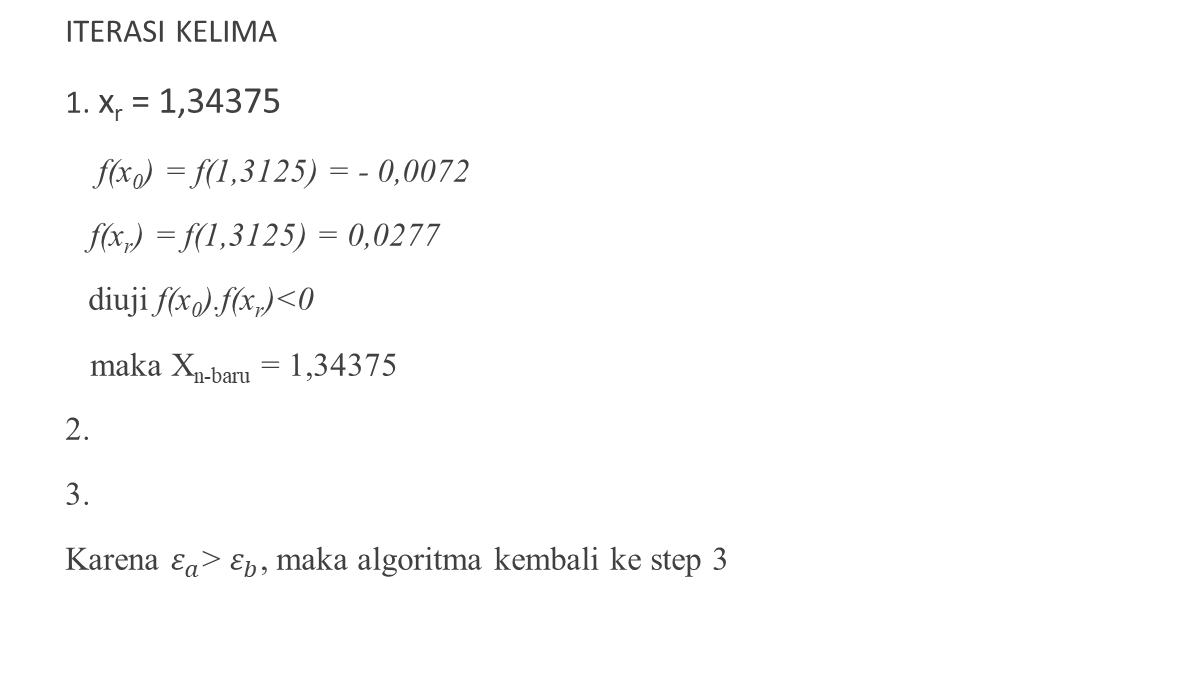 ITERASI KELIMA
1. xᵣ = 1,34375
f(x₀) = f(1,3125) = - 0,0072
f(xᵣ) = f(1,3125) = 0,0277
diuji f(x₀).f(xᵣ)<0
maka Xn-baru = 1,34375
2.
3.
Karena εₐ> ε_b, maka algoritma kembali ke step 3